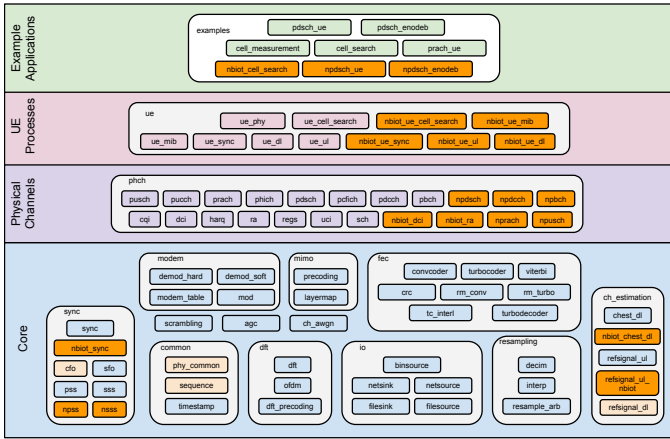 Example Applications
examples
pdsch_ue
pdsch_enodeb
cell_measurement
cell_search
prach_ue
nbiot_cell_search
npdsch_ue
npdsch_enodeb
UE Processes
ue
ue_phy
ue_cell_search
nbiot_ue_cell_search
nbiot_ue_mib
ue_mib
ue_sync
ue_dl
ue_ul
nbiot_ue_sync
nbiot_ue_ul
nbiot_ue_dl
Physical Channels
phch
pusch
pucch
prach
phich
pdsch
pcfich
pdcch
pbch
npdsch
npdcch
npbch
cqi
dci
harq
ra
regs
uci
sch
nbiot_dci
nbiot_ra
nprach
npusch
Core
sync
sync
nbiot_sync
cfo
sfo
pss
sss
npss
nsss
modem
demod_hard
demod_soft
modem_table
mod
mimo
precoding
layermap
scrambling
agc
ch_awgn
fec
convcoder
turbocoder
viterbi
crc
rm_conv
rm_turbo
tc_interl
turbodecoder
common
phy_common
sequence
timestamp
dft
dft
ofdm
dft_precoding
io
binsource
netsink
netsource
filesink
filesource
resampling
decim
interp
resample_arb
ch_estimation
chest_dl
nbiot_chest_dl
refsignal_ul
refsignal_ul_
nbiot
refsignal_dl